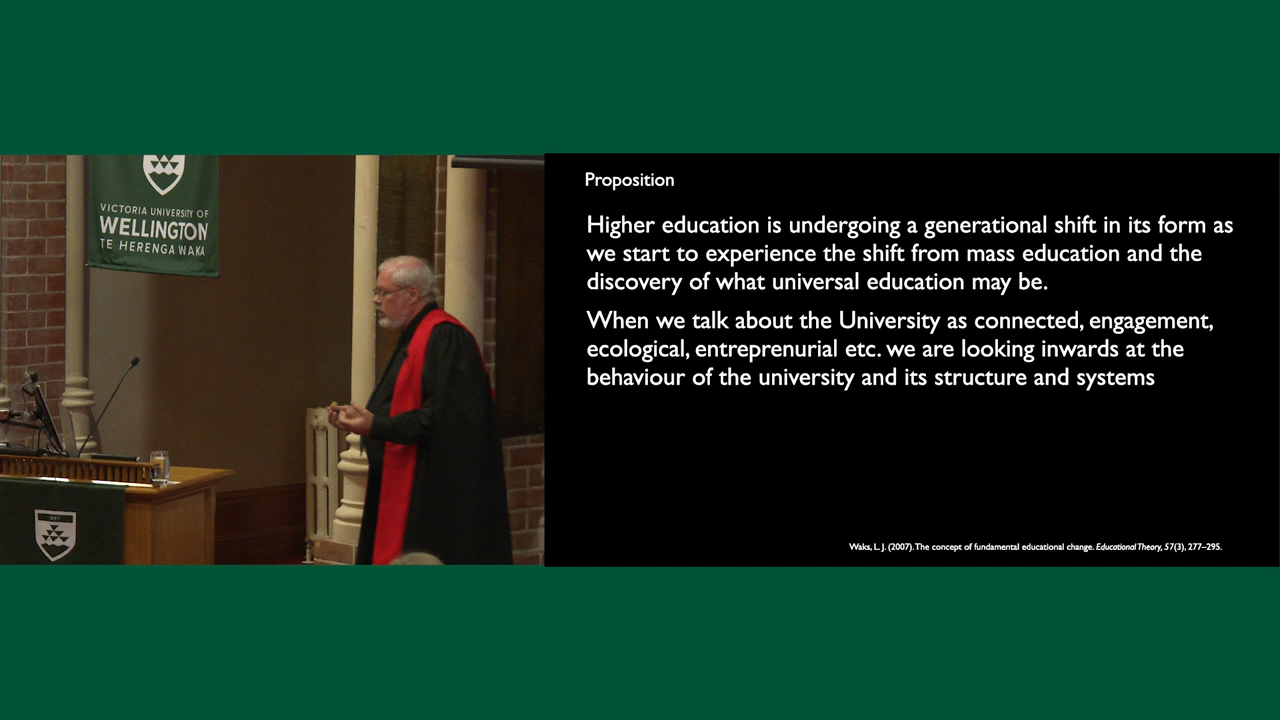 VICTORIA UNIVERSITY OF
WELLINGTON
TE HERENGA WAKA
Proposition
Higher education is undergoing a generational shift in its form as
we start to experience the shift from mass education and the
discovery of what universal education may be.
When we talk about the University as connected, engagement,
ecological, entreprenurial etc. we are looking inwards at the
behaviour of the university and its structure and systems
Waks, L. J. (2007). The concept of fundamental educational change. Educational Theory, 57(3), 277–295.